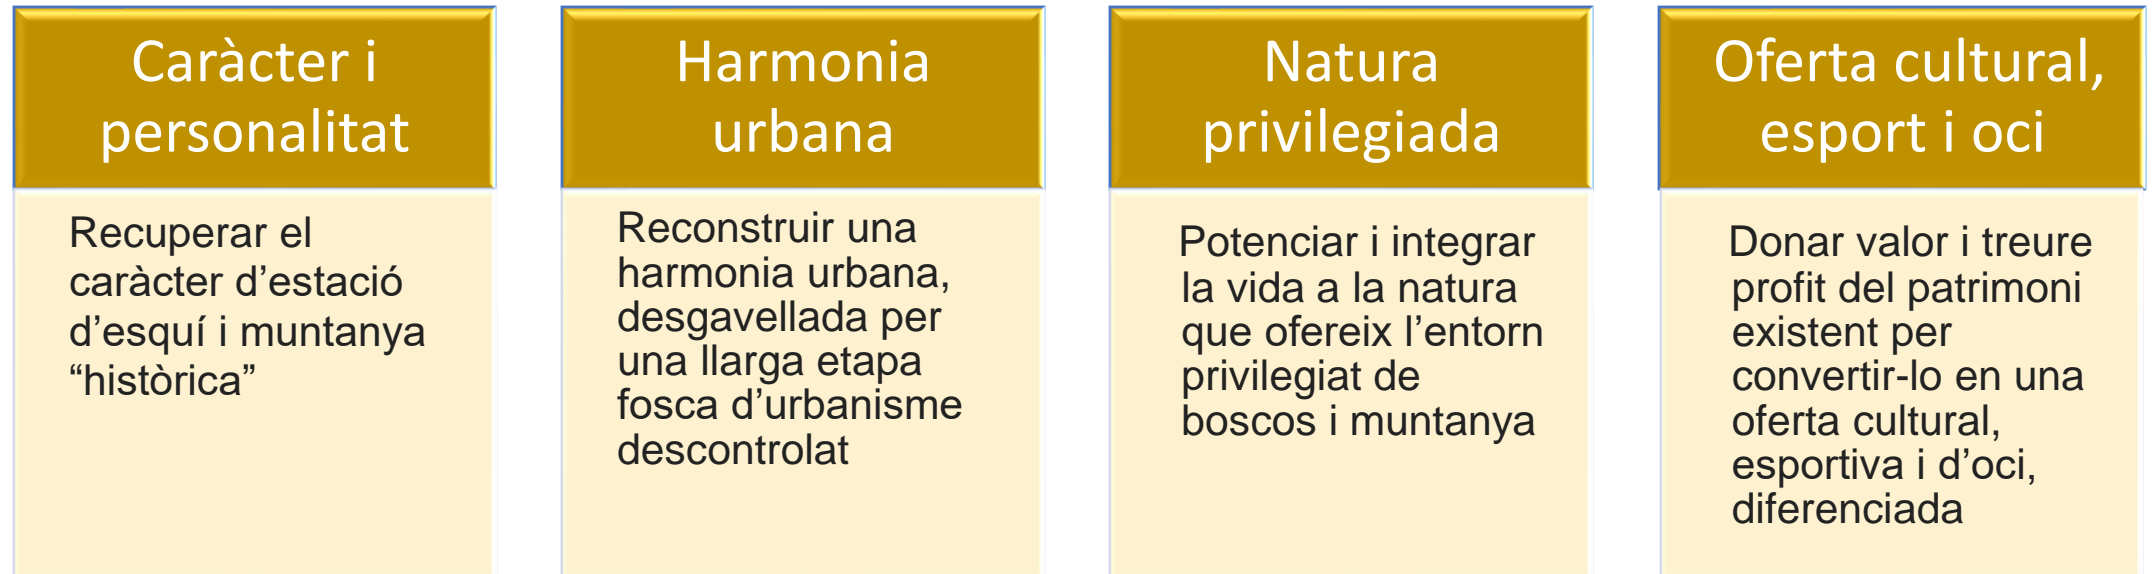 Caràcter i
personalitat
Recuperar el
caràcter d’estació
d’esquí i muntanya
“històrica”
Harmonia
urbana
Reconstruir una
harmonia urbana,
desgavellada per
una llarga etapa
fosca d’urbanisme
descontrolat
Natura
privilegiada
Potenciar i integrar
la vida a la natura
que ofereix l’entorn
privilegiat de
boscos i muntanya
Oferta cultural,
esport i oci
Donar valor i treure
profit del patrimoni
existent per
convertir-lo en una
oferta cultural,
esportiva i d’oci,
diferenciada